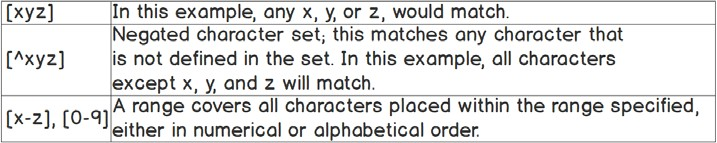 [xyz] In this example, any x, y, or z, would match.
Negated character set; this matches any character that
[^xyz] is not defined in the set. In this example, all characters
except x, y, and z will match.
[x-z], [0-9] A range covers all characters placed within the range specified,
either in numerical or alphabetical order.